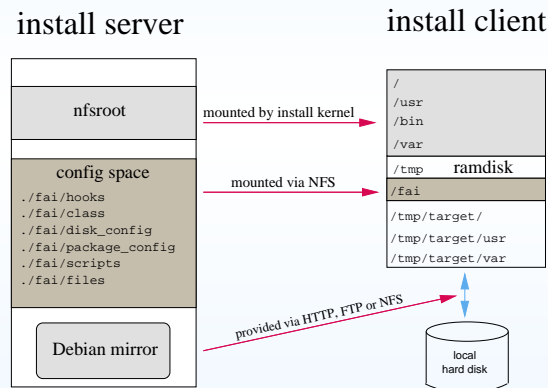 install server
install client
nfsroot
config space
./fai/hooks
./fai/class
./fai/disk_config
./fai/package_config
./fai/scripts
./fai/files
Debian mirror
mounted by install kernel
mounted via NFS
provided via HTTP, FTP or NFS
/
/usr
/bin
/var
/tmp ramdisk
/fai
/tmp/target/
/tmp/target/usr
/tmp/target/var
local
hard disk